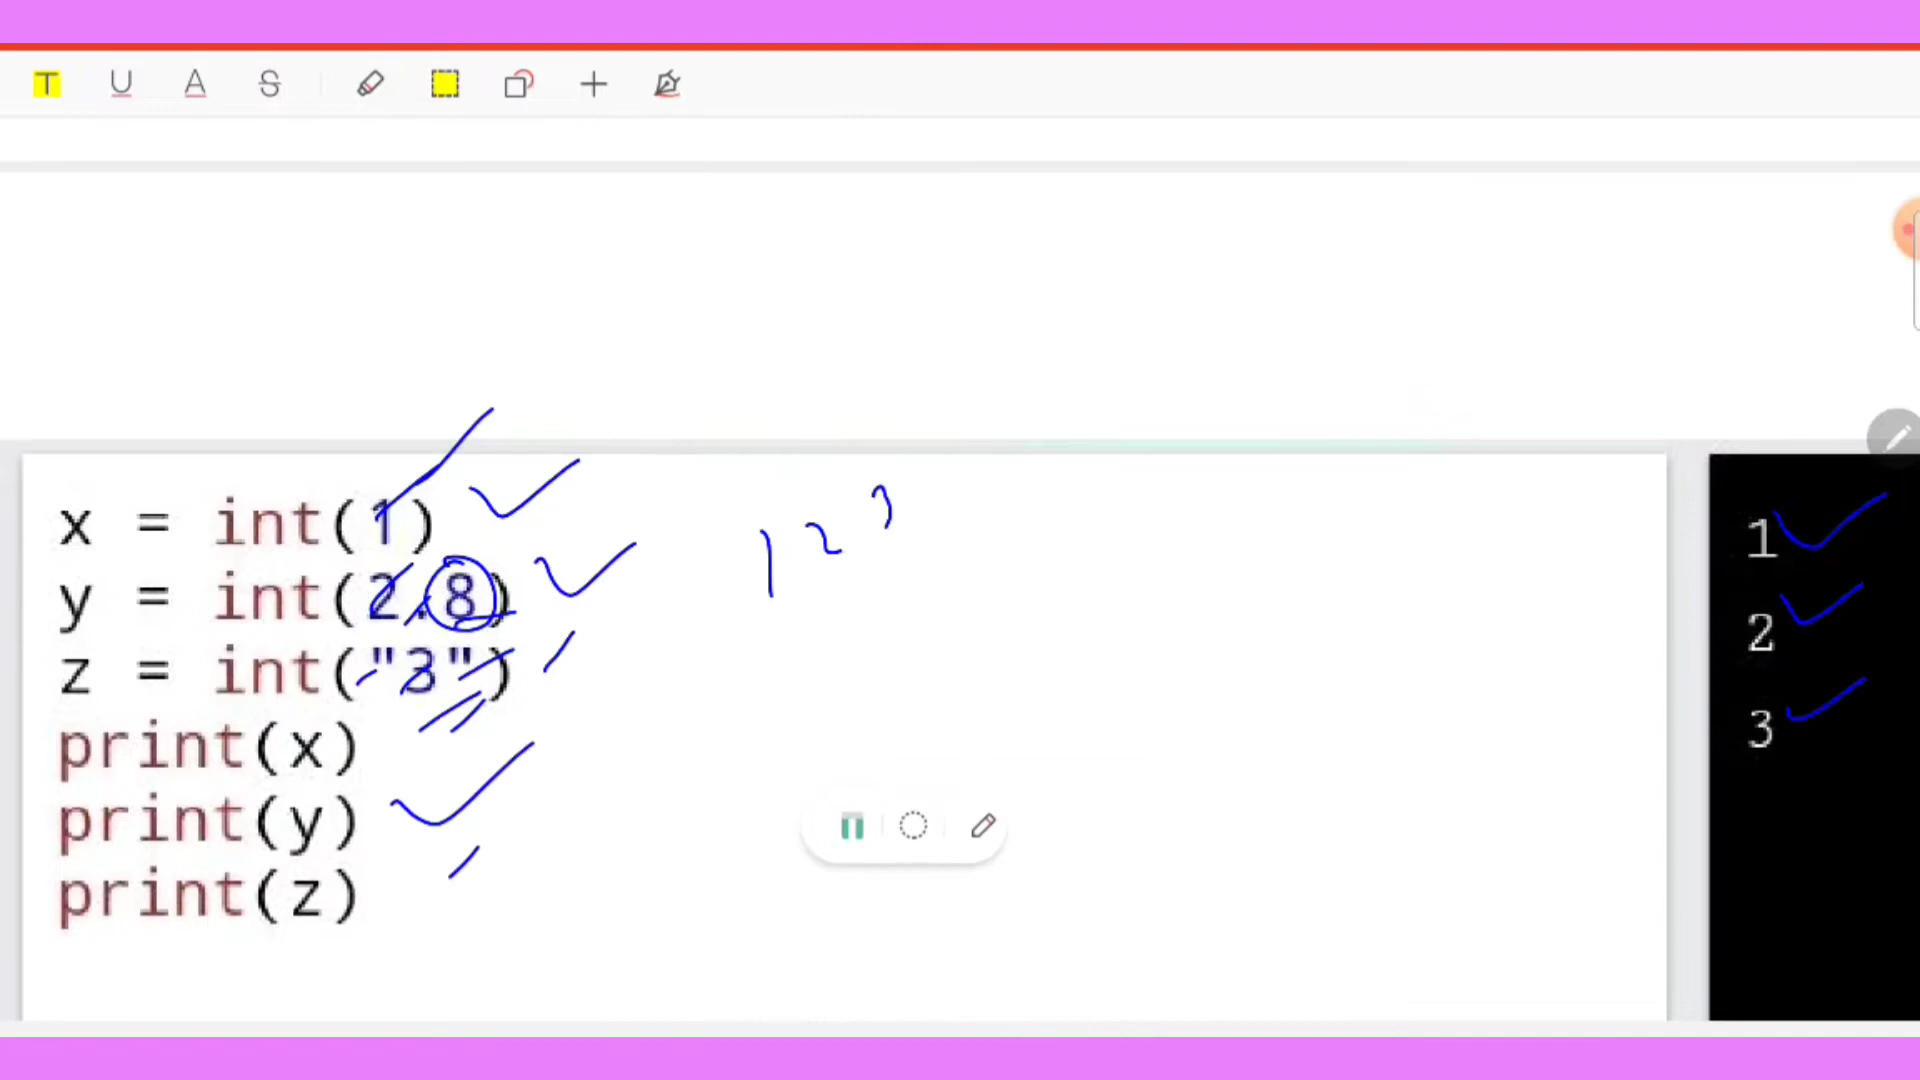 T U A S
x = int(1)
y = int(2.8)
z = int("3")
print(x)
print(y)
print(z)
1 2 3
1
2
3